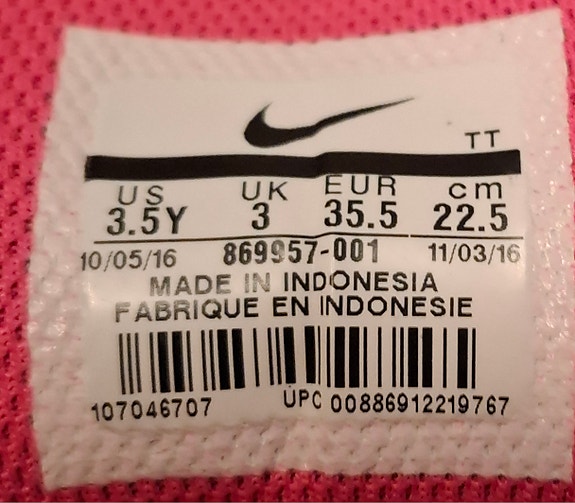 TT
US UK EUR cm
3.5Y 3 35.5 22.5
10/05/16 869957-001 11/03/16
MADE IN INDONESIA
FABRIQUE EN INDONESIE
107046707 UPC 00886912219767